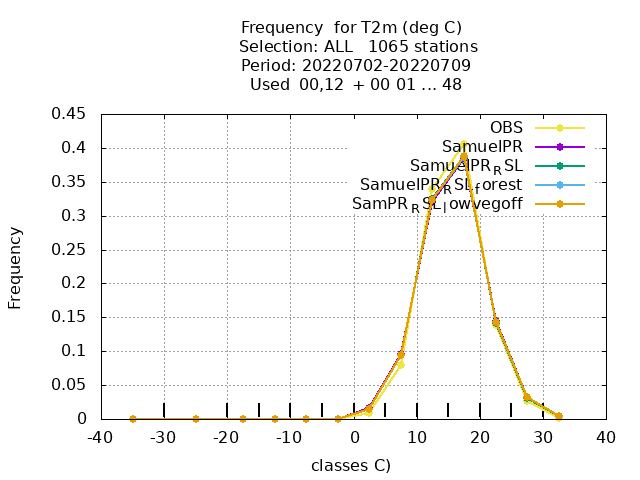 Frequency  for T2m (deg C)
Selection: ALL   1065 stations
Period: 20220702-20220709
Used  00,12  + 00 01 ... 48
0.45
0.4
0.35
0.3
0.25
0.2
0.15
0.1
0.05
0
Frequency
OBS
SamuelPR
SamuelPR_RSL
SamuelPR_RSL_forest
SamPR_RSL_lowvegoff
-40 -30 -20 -10 0 10 20 30 40
classes C)